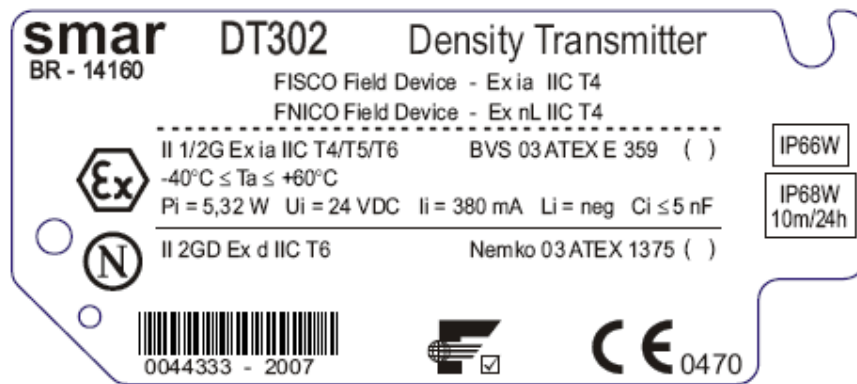 smar DT302 Density Transmitter
BR - 14160
FISCO Field Device - Ex ia IIC T4
FNICO Field Device - Ex nL IIC T4
Ex II 1/2G Ex ia IIC T4/T5/T6 BVS 03 ATEX E 359 ( ) IP66W
-40°C ≤ Ta ≤ +60°C
Pi = 5,32 W Ui = 24 VDC Ii = 380 mA Li = neg Ci ≤ 5 nF
IP68W
10m/24h
N II 2GD Ex d IIC T6 Nemko 03 ATEX 1375 ( )
0044333 - 2007
F
CE 0470